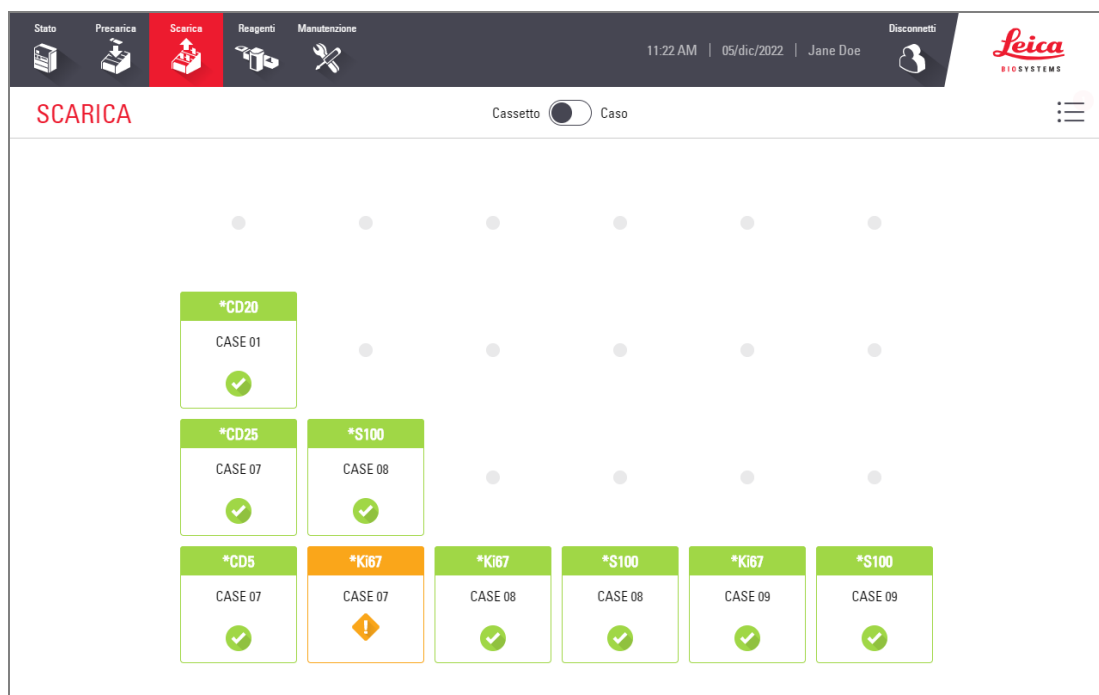 Stato Precarica Scarica Reagenti Manutenzione Disconnetti
11:22 AM | 05/dic/2022 | Jane Doe
Leica
BIOSYSTEMS
SCARICA Cassetto Caso
*CD20
CASE 01
*CD25 *S100
CASE 07 CASE 08
*CD5 *Ki67 *Ki67 *S100 *Ki67 *S100
CASE 07 CASE 07 CASE 08 CASE 08 CASE 09 CASE 09